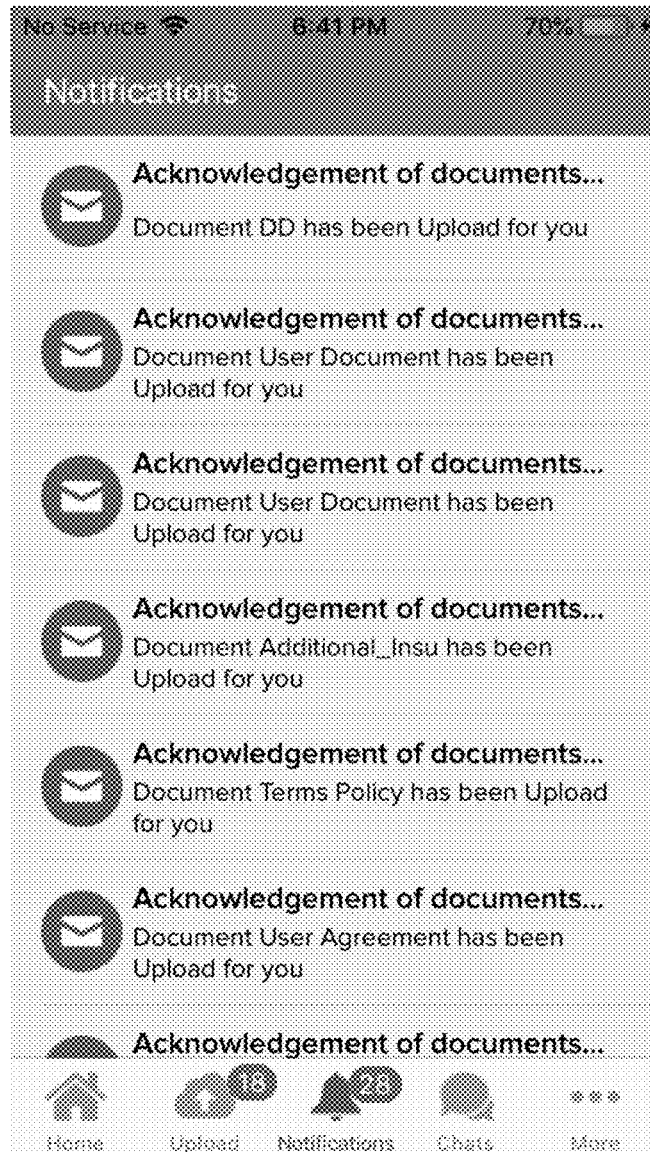 No Service 6:41 PM 70%
Notifications
Acknowledgement of documents...
Document DD has been Upload for you
Acknowledgement of documents...
Document User Document has been
Upload for you
Acknowledgement of documents...
Document User Document has been
Upload for you
Acknowledgement of documents...
Document Additional_Insu has been
Upload for you
Acknowledgement of documents...
Document Terms Policy has been Upload
for you
Acknowledgement of documents...
Document User Agreement has been
Upload for you
Acknowledgement of documents...
18 28
Home Upload Notifications Chats More